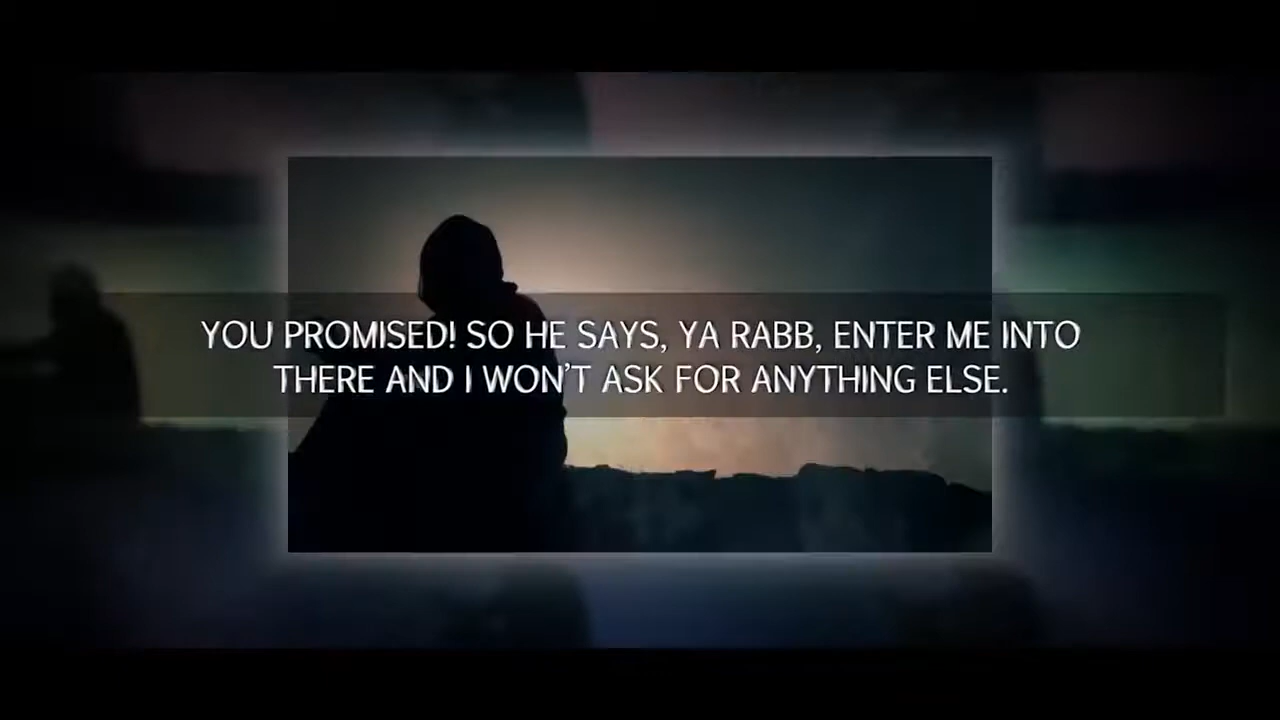 YOU PROMISED! SO HE SAYS, YA RABB, ENTER ME INTO
THERE AND I WON'T ASK FOR ANYTHING ELSE.